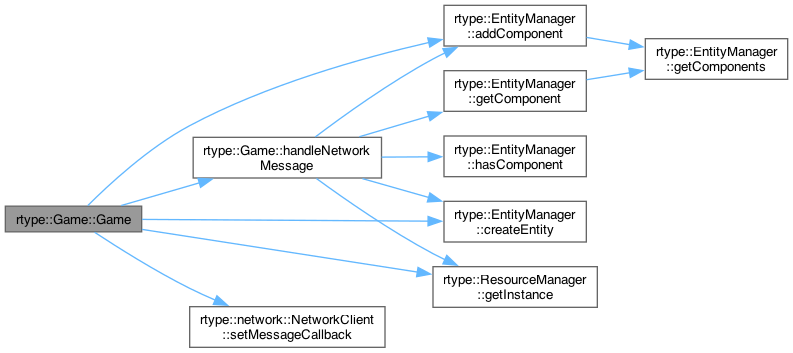 rtype::Game::Game
rtype::Game::handleNetwork
Message
rtype::network::NetworkClient
::setMessageCallback
rtype::EntityManager
::addComponent
rtype::EntityManager
::getComponent
rtype::EntityManager
::hasComponent
rtype::EntityManager
::createEntity
rtype::ResourceManager
::getInstance
rtype::EntityManager
::getComponents